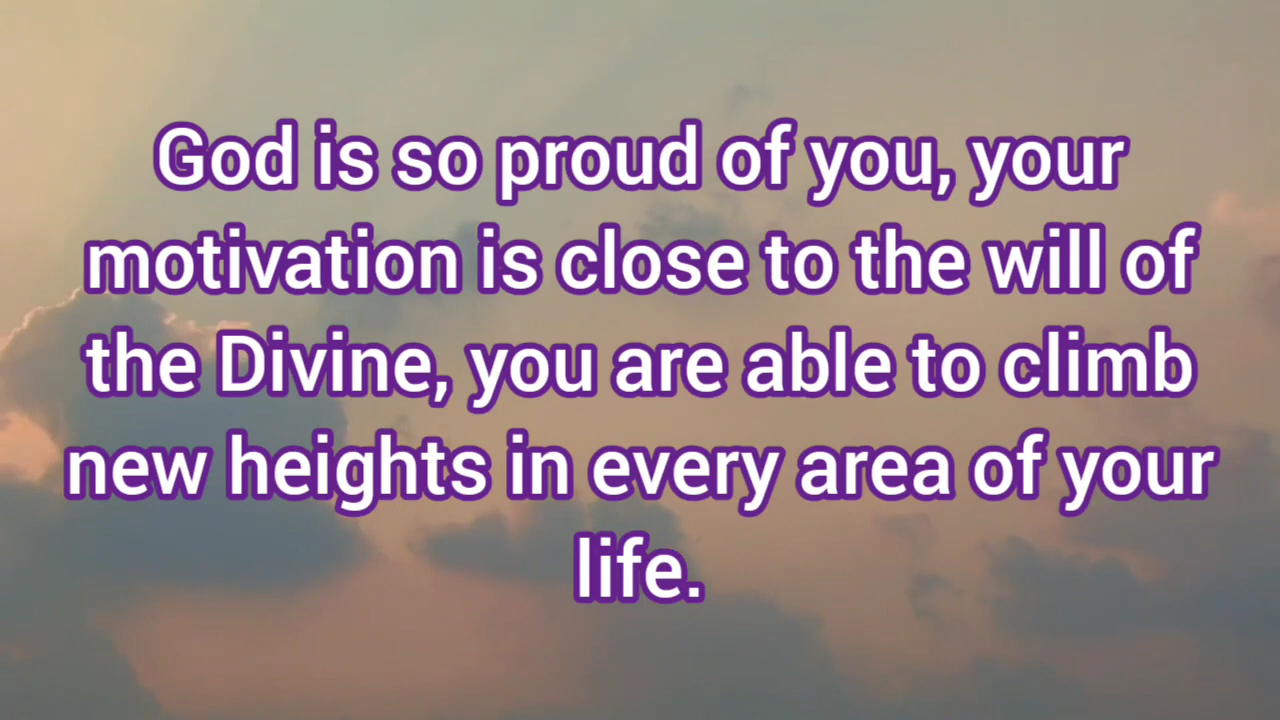 God is so proud of you, your
motivation is close to the will of
the Divine, you are able to climb
new heights in every area of your
life.